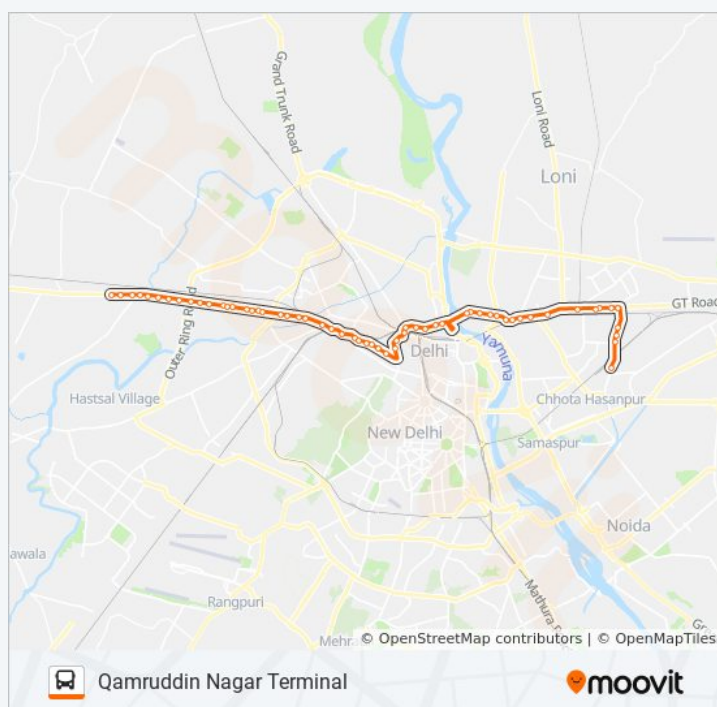 Grand Trunk Road
Loni Road
Loni
GT Road
Outer Ring Road
Delhi
Yamuna
Hastsal Village
Chhota Hasanpur
New Delhi
Samaspur
Noida
awala
Rangpuri
Mathura
Mehr
© OpenStreetMap contributors | © OpenMapTiles
Qamruddin Nagar Terminal
moovit